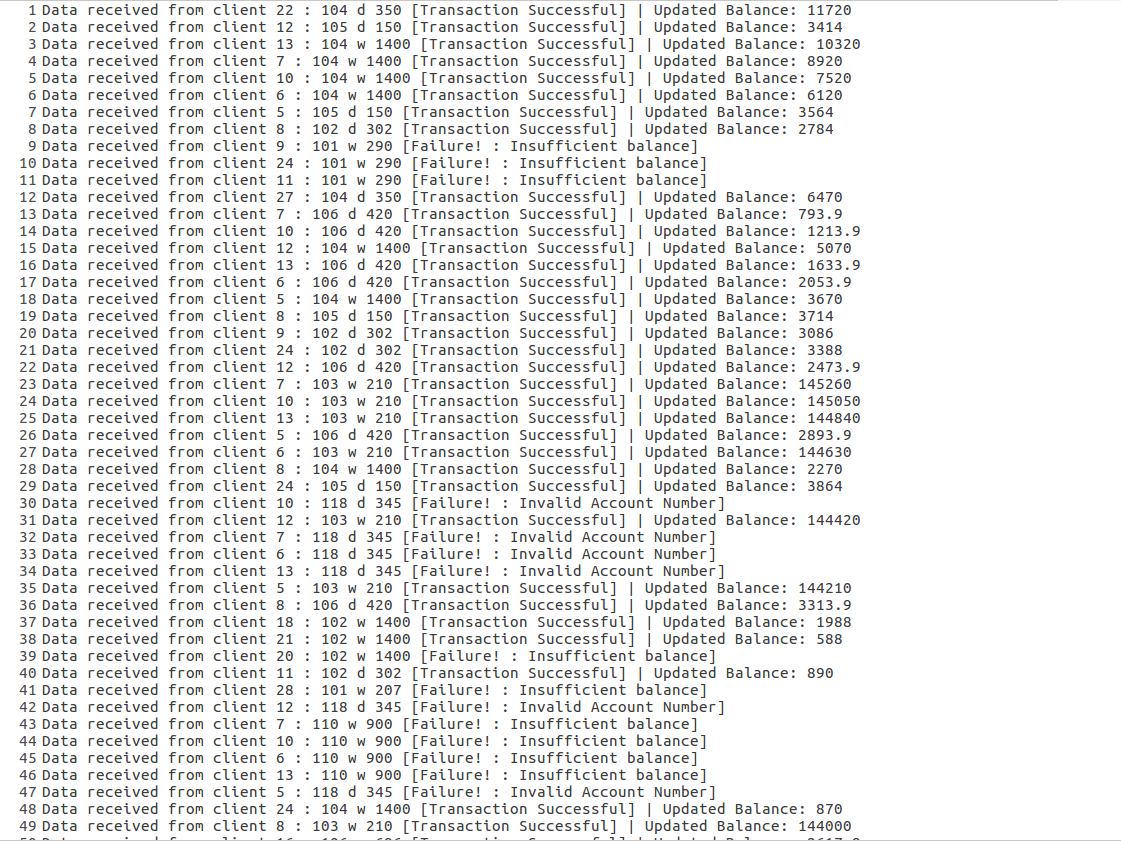 1 Data received from client 22 : 104 d 350 [Transaction Successful] | Updated Balance: 11720
2 Data received from client 12 : 105 d 150 [Transaction Successful] | Updated Balance: 3414
3 Data received from client 13 : 104 w 1400 [Transaction Successful] | Updated Balance: 10320
4 Data received from client 7 : 104 w 1400 [Transaction Successful] | Updated Balance: 8920
5 Data received from client 10 : 104 w 1400 [Transaction Successful] | Updated Balance: 7520
6 Data received from client 6 : 104 w 1400 [Transaction Successful] | Updated Balance: 6120
7 Data received from client 5 : 105 d 150 [Transaction Successful] | Updated Balance: 3564
8 Data received from client 8 : 102 d 302 [Transaction Successful] | Updated Balance: 2784
9 Data received from client 9 : 101 w 290 [Failure! : Insufficient balance]
10 Data received from client 24 : 101 w 290 [Failure! : Insufficient balance]
11 Data received from client 11 : 101 w 290 [Failure! : Insufficient balance]
12 Data received from client 27 : 104 d 350 [Transaction Successful] | Updated Balance: 6470
13 Data received from client 7 : 106 d 420 [Transaction Successful] | Updated Balance: 793.9
14 Data received from client 10 : 106 d 420 [Transaction Successful] | Updated Balance: 1213.9
15 Data received from client 12 : 104 w 1400 [Transaction Successful] | Updated Balance: 5070
16 Data received from client 13 : 106 d 420 [Transaction Successful] | Updated Balance: 1633.9
17 Data received from client 6 : 106 d 420 [Transaction Successful] | Updated Balance: 2053.9
18 Data received from client 5 : 104 w 1400 [Transaction Successful] | Updated Balance: 3670
19 Data received from client 8 : 105 d 150 [Transaction Successful] | Updated Balance: 3714
20 Data received from client 9 : 102 d 302 [Transaction Successful] | Updated Balance: 3086
21 Data received from client 24 : 102 d 302 [Transaction Successful] | Updated Balance: 3388
22 Data received from client 12 : 106 d 420 [Transaction Successful] | Updated Balance: 2473.9
23 Data received from client 7 : 103 w 210 [Transaction Successful] | Updated Balance: 145260
24 Data received from client 10 : 103 w 210 [Transaction Successful] | Updated Balance: 145050
25 Data received from client 13 : 103 w 210 [Transaction Successful] | Updated Balance: 144840
26 Data received from client 5 : 106 d 420 [Transaction Successful] | Updated Balance: 2893.9
27 Data received from client 6 : 103 w 210 [Transaction Successful] | Updated Balance: 144630
28 Data received from client 8 : 104 w 1400 [Transaction Successful] | Updated Balance: 2270
29 Data received from client 24 : 105 d 150 [Transaction Successful] | Updated Balance: 3864
30 Data received from client 10 : 118 d 345 [Failure! : Invalid Account Number]
31 Data received from client 12 : 103 w 210 [Transaction Successful] | Updated Balance: 144420
32 Data received from client 7 : 118 d 345 [Failure! : Invalid Account Number]
33 Data received from client 6 : 118 d 345 [Failure! : Invalid Account Number]
34 Data received from client 13 : 118 d 345 [Failure! : Invalid Account Number]
35 Data received from client 5 : 103 w 210 [Transaction Successful] | Updated Balance: 144210
36 Data received from client 8 : 106 d 420 [Transaction Successful] | Updated Balance: 3313.9
37 Data received from client 18 : 102 w 1400 [Transaction Successful] | Updated Balance: 1988
38 Data received from client 21 : 102 w 1400 [Transaction Successful] | Updated Balance: 588
39 Data received from client 20 : 102 w 1400 [Failure! : Insufficient balance]
40 Data received from client 11 : 102 d 302 [Transaction Successful] | Updated Balance: 890
41 Data received from client 28 : 101 w 207 [Failure! : Insufficient balance]
42 Data received from client 12 : 118 d 345 [Failure! : Invalid Account Number]
43 Data received from client 7 : 110 w 900 [Failure! : Insufficient balance]
44 Data received from client 10 : 110 w 900 [Failure! : Insufficient balance]
45 Data received from client 6 : 110 w 900 [Failure! : Insufficient balance]
46 Data received from client 13 : 110 w 900 [Failure! : Insufficient balance]
47 Data received from client 5 : 118 d 345 [Failure! : Invalid Account Number]
48 Data received from client 24 : 104 w 1400 [Transaction Successful] | Updated Balance: 870
49 Data received from client 8 : 103 w 210 [Transaction Successful] | Updated Balance: 144000